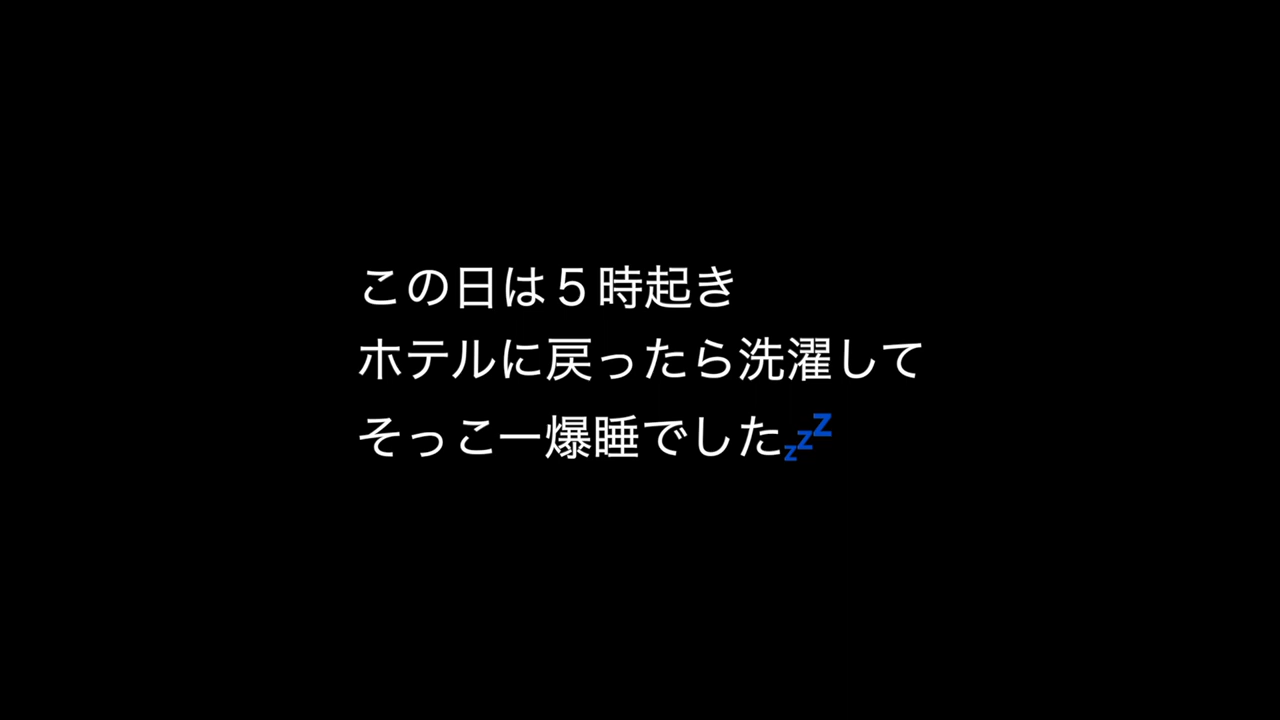 この日は５時起き
ホテルに戻ったら洗濯して
そっこー爆睡でした💤